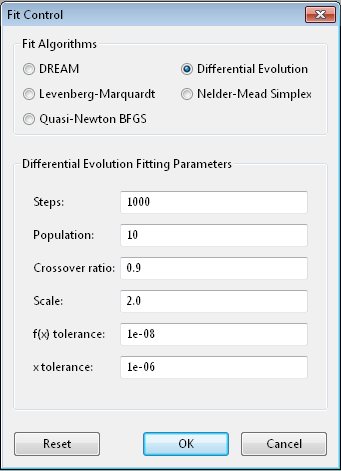 Fit Control
Fit Algorithms
DREAM
Differential Evolution
Levenberg-Marquardt
Nelder-Mead Simplex
Quasi-Newton BFGS
Differential Evolution Fitting Parameters
Steps: 1000
Population: 10
Crossover ratio: 0.9
Scale: 2.0
f(x) tolerance: 1e-08
x tolerance: 1e-06
Reset
OK
Cancel